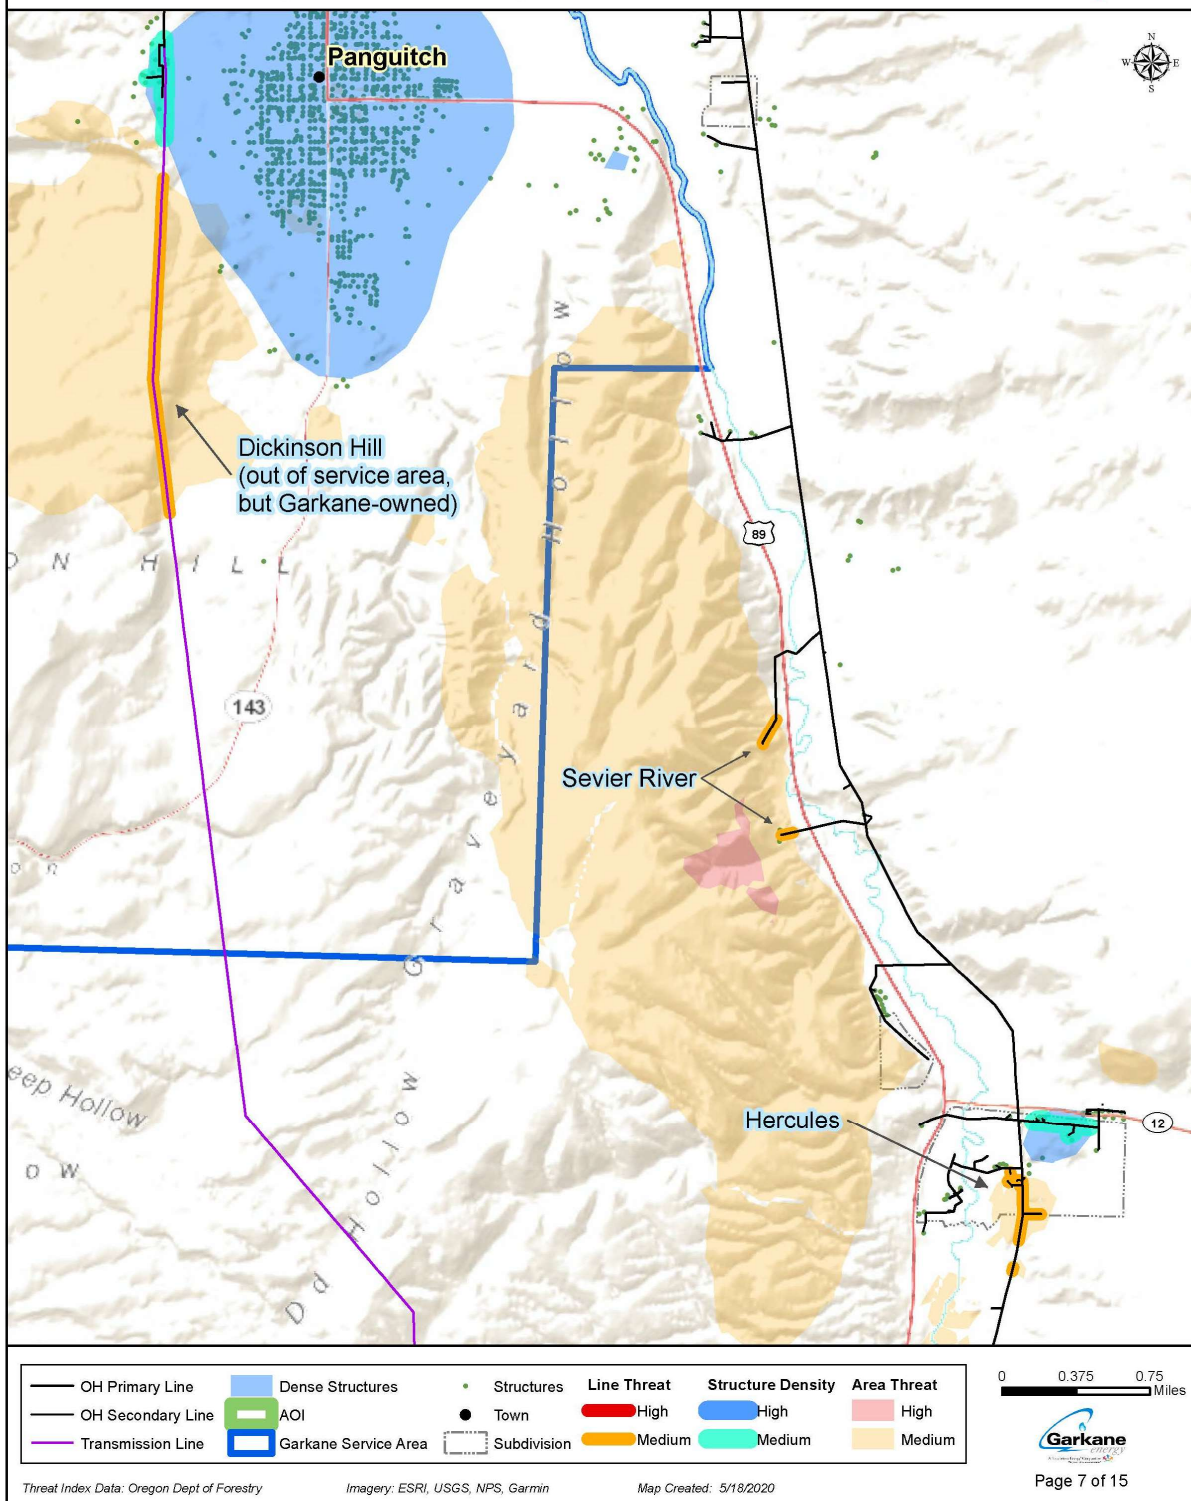 Panguitch
N
W E
S
Dickinson Hill
(out of service area,
but Garkane-owned)
O N H I L L
Graveyard Hollow
89
143
Sevier River
o n
eep Hollow
o w
Dd Hollow
Hercules
12
OH Primary Line
OH Secondary Line
Transmission Line
Dense Structures
AOI
Garkane Service Area
Structures
Town
Subdivision
Line Threat
High
Medium
Structure Density
High
Medium
Area Threat
High
Medium
0 0.375 0.75
Miles
Garkane
energy
Page 7 of 15
Threat Index Data: Oregon Dept of Forestry Imagery: ESRI, USGS, NPS, Garmin Map Created: 5/18/2020